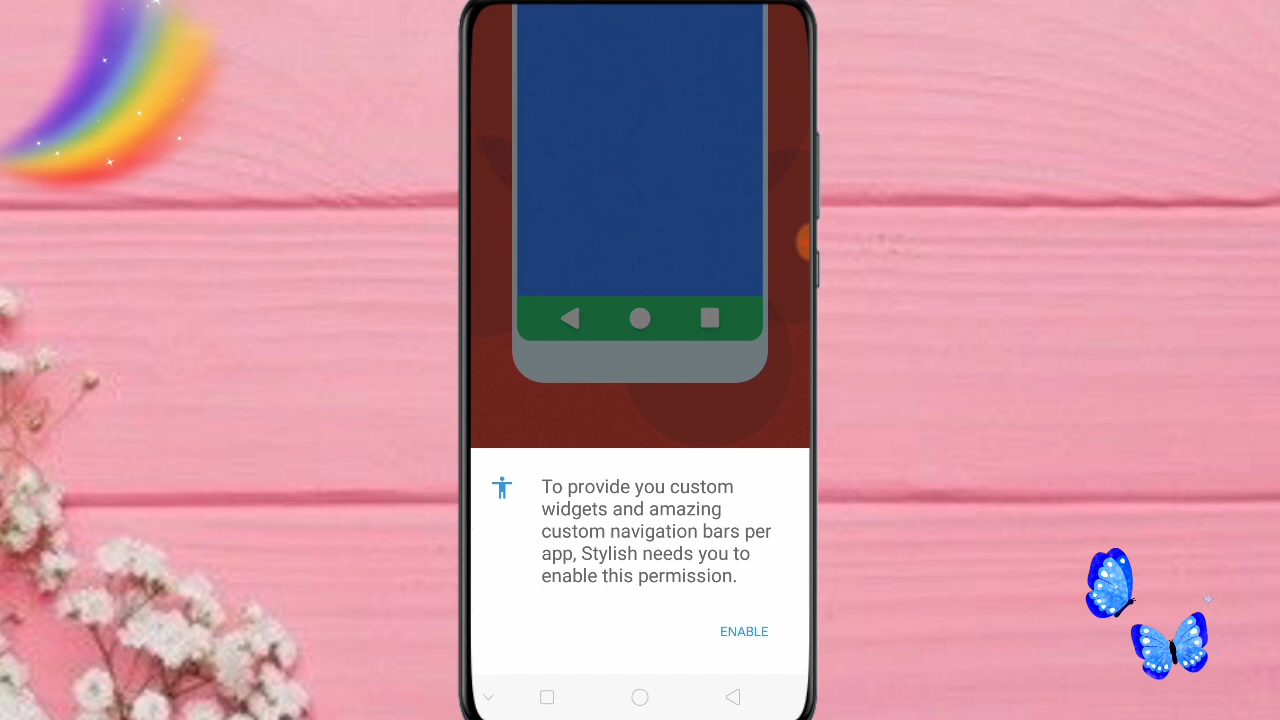 To provide you custom
widgets and amazing
custom navigation bars per
app, Stylish needs you to
enable this permission.
ENABLE